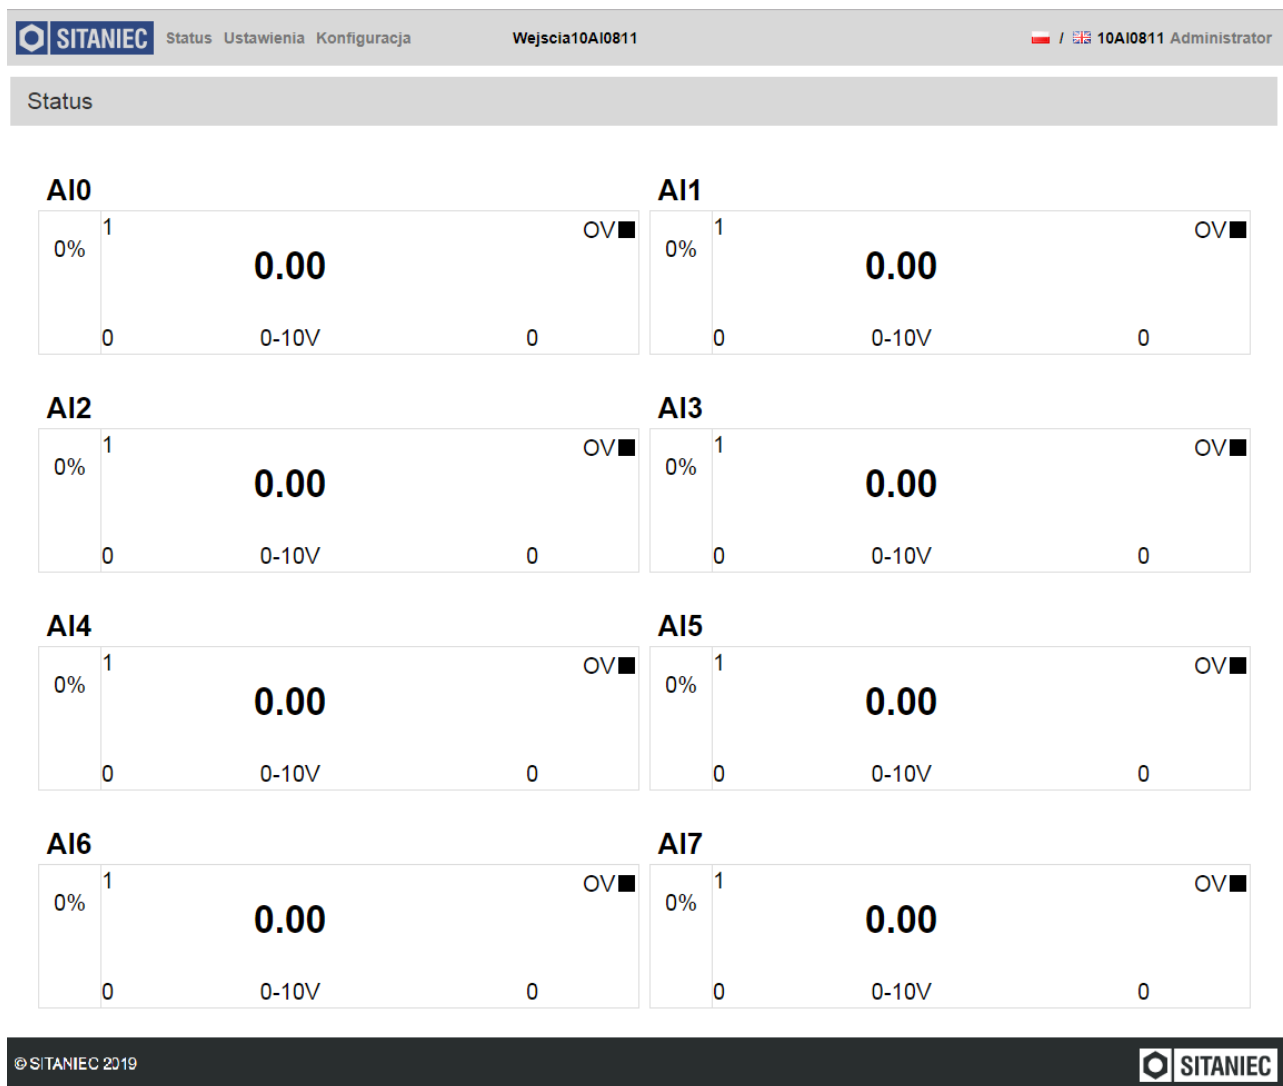 SITANIEC Status Ustawienia Konfiguracja Wejscia10AI0811 / 10AI0811 Administrator
Status
AI0 AI1
0% 1 OV 0% 1 OV
0.00 0.00
0 0-10V 0 0 0-10V 0
AI2 AI3
0% 1 OV 0% 1 OV
0.00 0.00
0 0-10V 0 0 0-10V 0
AI4 AI5
0% 1 OV 0% 1 OV
0.00 0.00
0 0-10V 0 0 0-10V 0
AI6 AI7
0% 1 OV 0% 1 OV
0.00 0.00
0 0-10V 0 0 0-10V 0
© SITANIEC 2019 SITANIEC